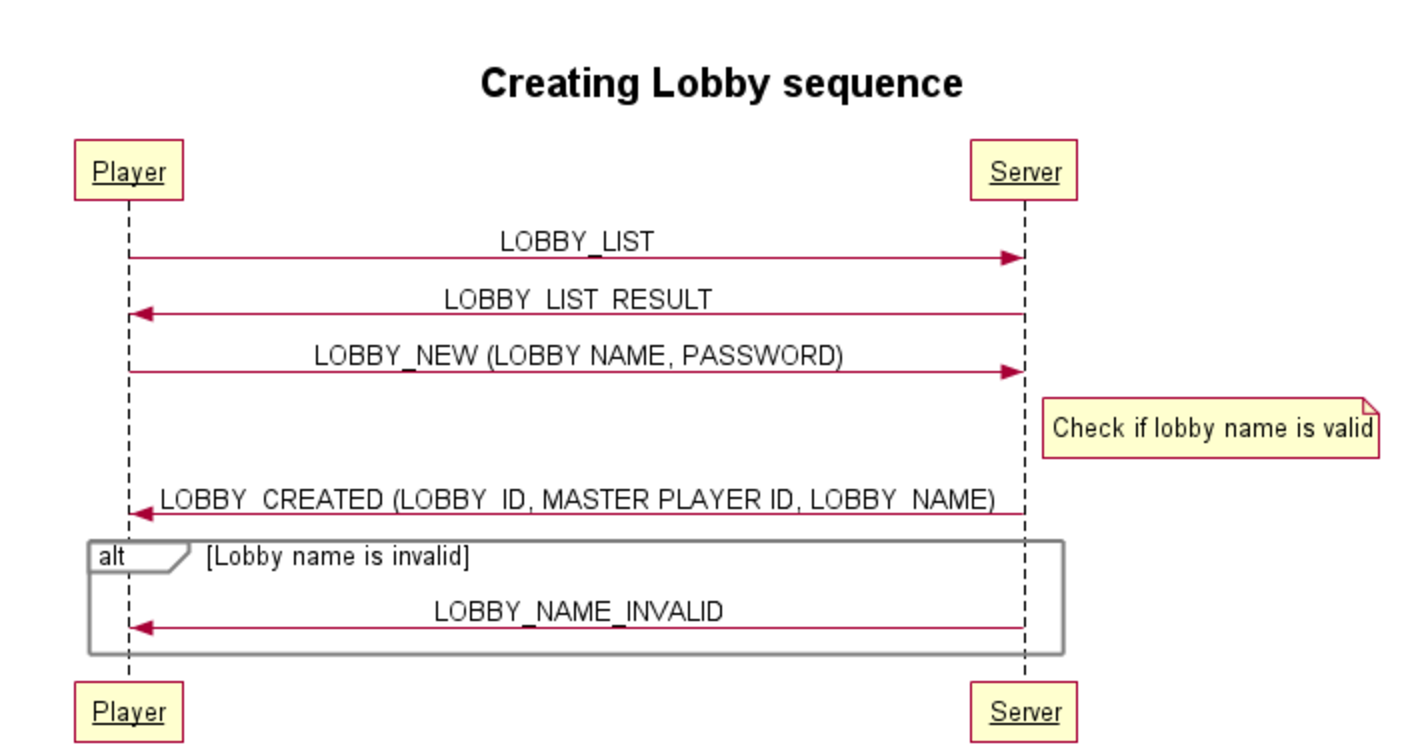 Creating Lobby sequence
Player
Server
LOBBY_LIST
LOBBY_LIST_RESULT
LOBBY_NEW (LOBBY NAME, PASSWORD)
Check if lobby name is valid
LOBBY_CREATED (LOBBY_ID, MASTER PLAYER ID, LOBBY_NAME)
alt [Lobby name is invalid]
LOBBY_NAME_INVALID
Player
Server